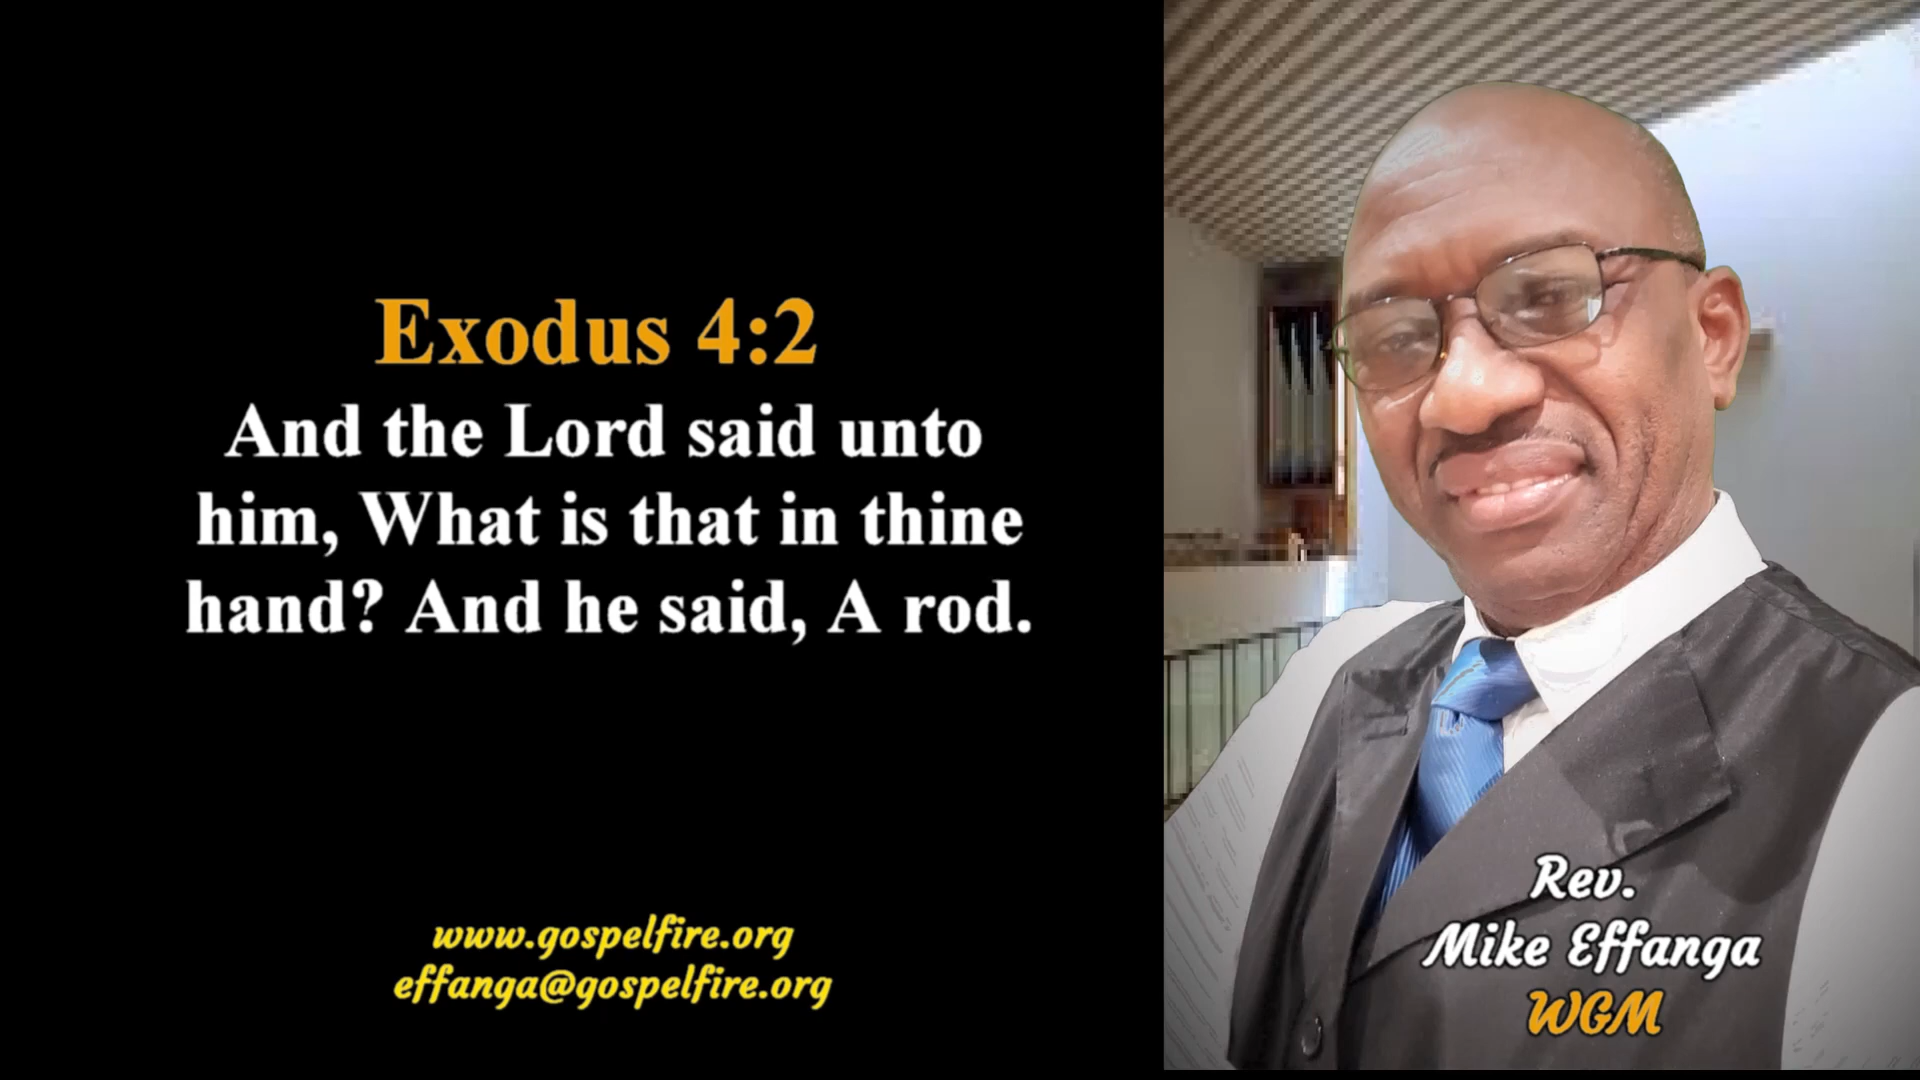 Exodus 4:2
And the Lord said unto
him, What is that in thine
hand? And he said, A rod.
www.gospelfire.org
effanga@gospelfire.org
Rev.
Mike Effanga
WGM